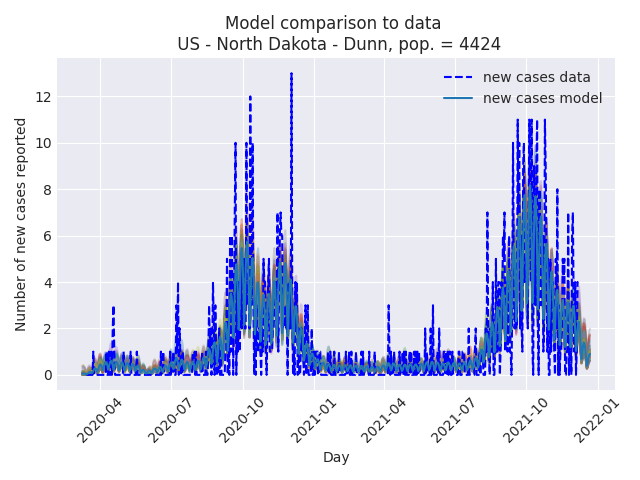 Model comparison to data
US - North Dakota - Dunn, pop. = 4424
new cases data
new cases model
Number of new cases reported
12
10
8
6
4
2
0
2020-04
2020-07
2020-10
2021-01
2021-04
2021-07
2021-10
2022-01
Day